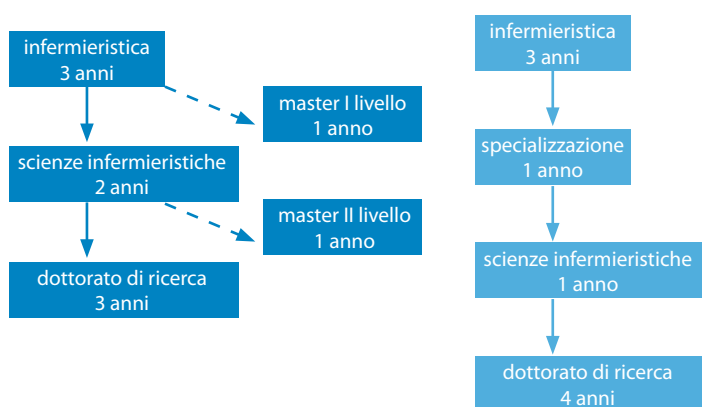 infermieristica
3 anni
master I livello
1 anno
scienze infermieristiche
2 anni
master II livello
1 anno
dottorato di ricerca
3 anni
infermieristica
3 anni
specializzazione
1 anno
scienze infermieristiche
1 anno
dottorato di ricerca
4 anni